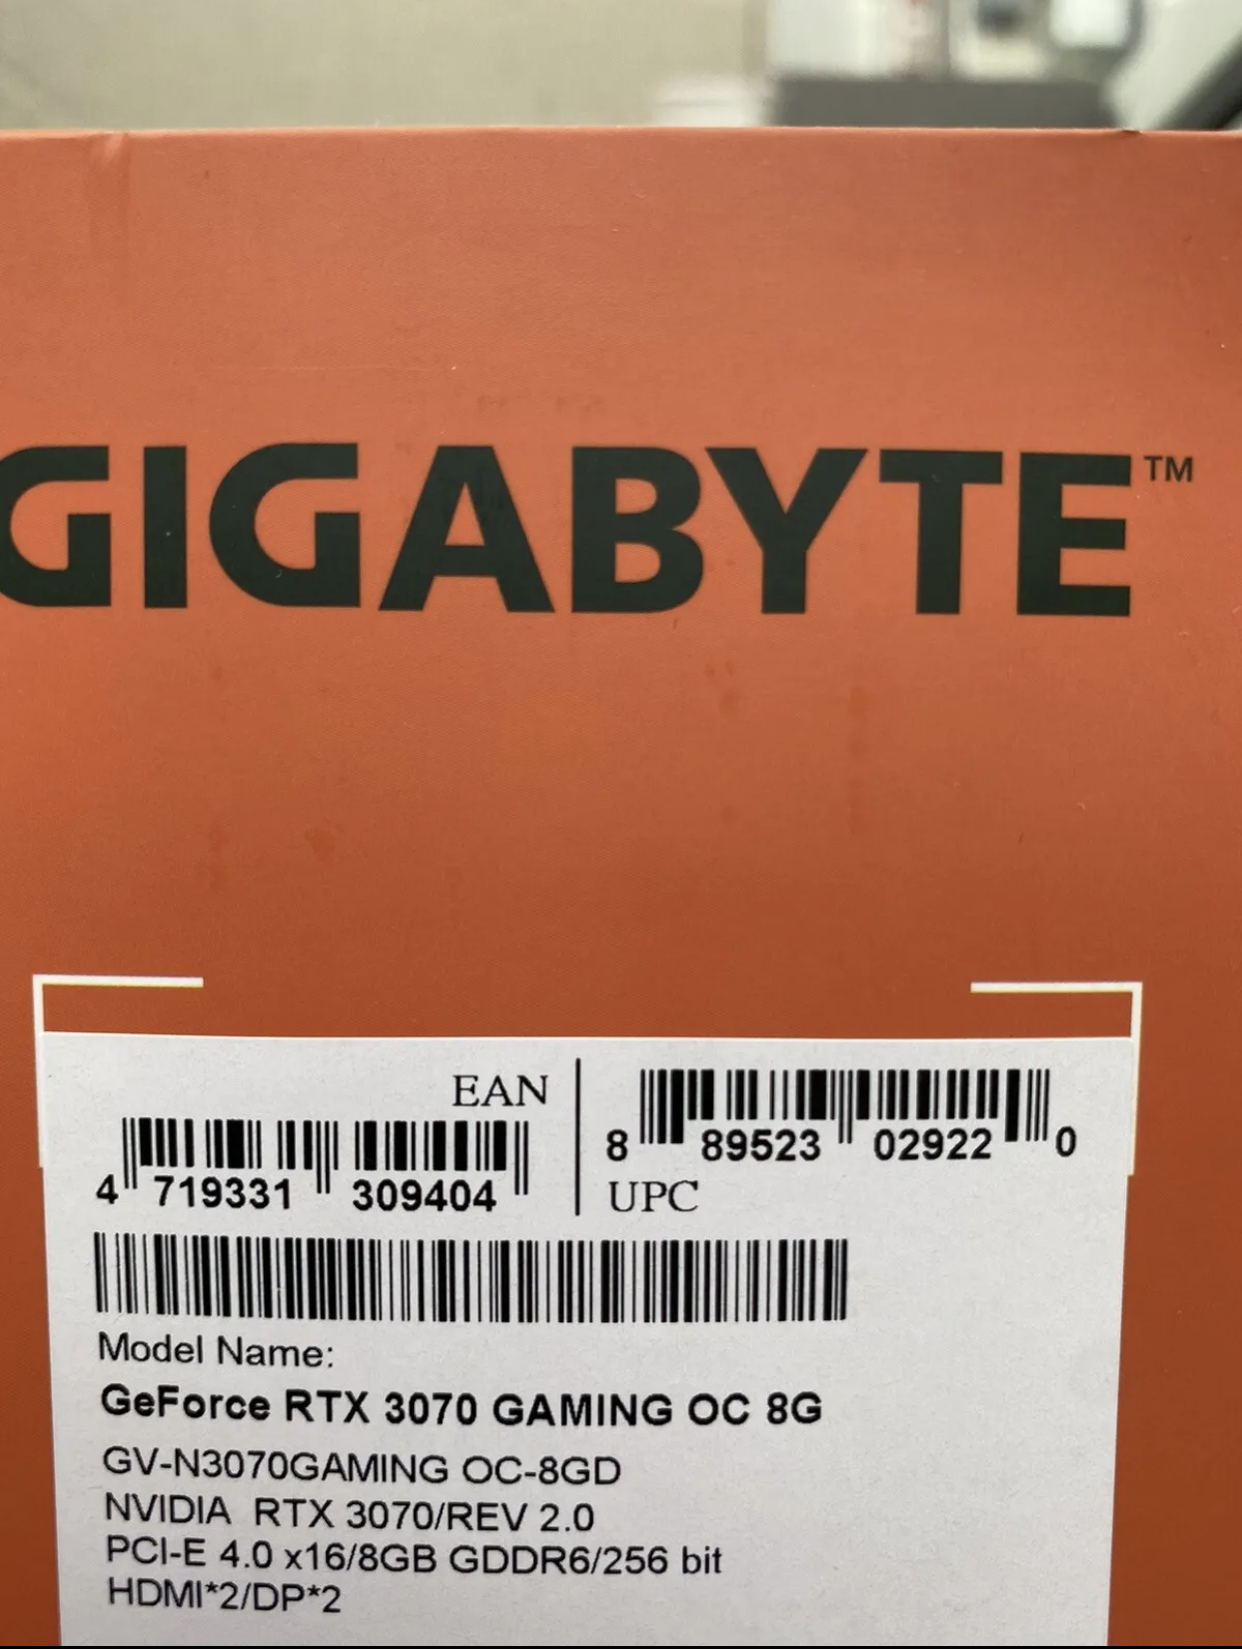 GIGABYTE™
EAN
4 719331 309404
8 89523 02922 0
UPC
Model Name:
GeForce RTX 3070 GAMING OC 8G
GV-N3070GAMING OC-8GD
NVIDIA RTX 3070/REV 2.0
PCI-E 4.0 x16/8GB GDDR6/256 bit
HDMI*2/DP*2